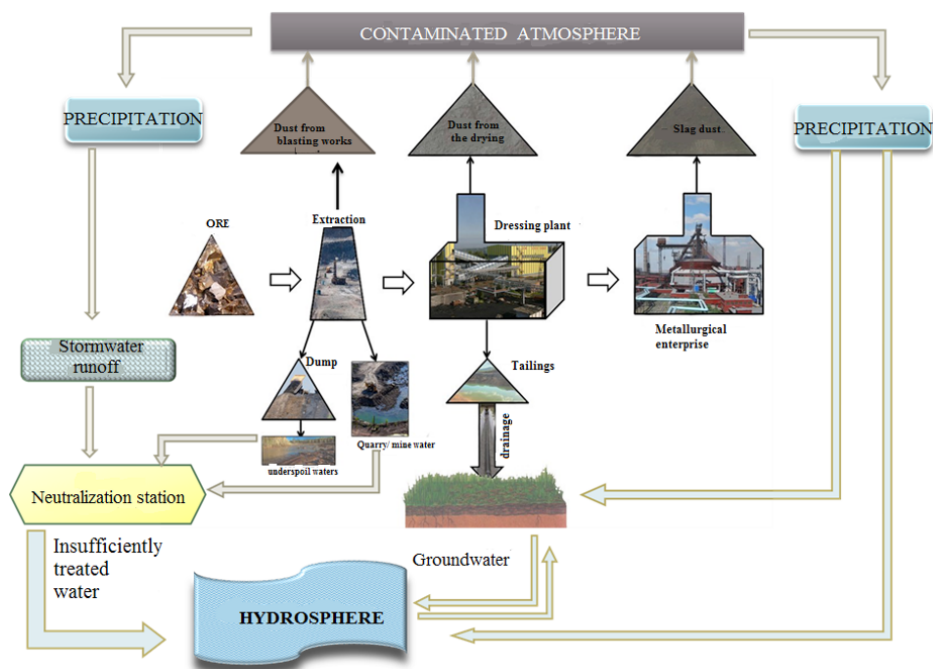 CONTAMINATED ATMOSPHERE
PRECIPITATION
Dust from
blasting works
Dust from
the drying
Slag dust.
PRECIPITATION
ORE
Extraction
Dressing plant
Metallurgical
enterprise
Stormwater
runoff
Dump
Tailings
Quarry/ mine water
underspoil waters
drainage
Neutralization station
Insufficiently
treated
water
Groundwater
HYDROSPHERE